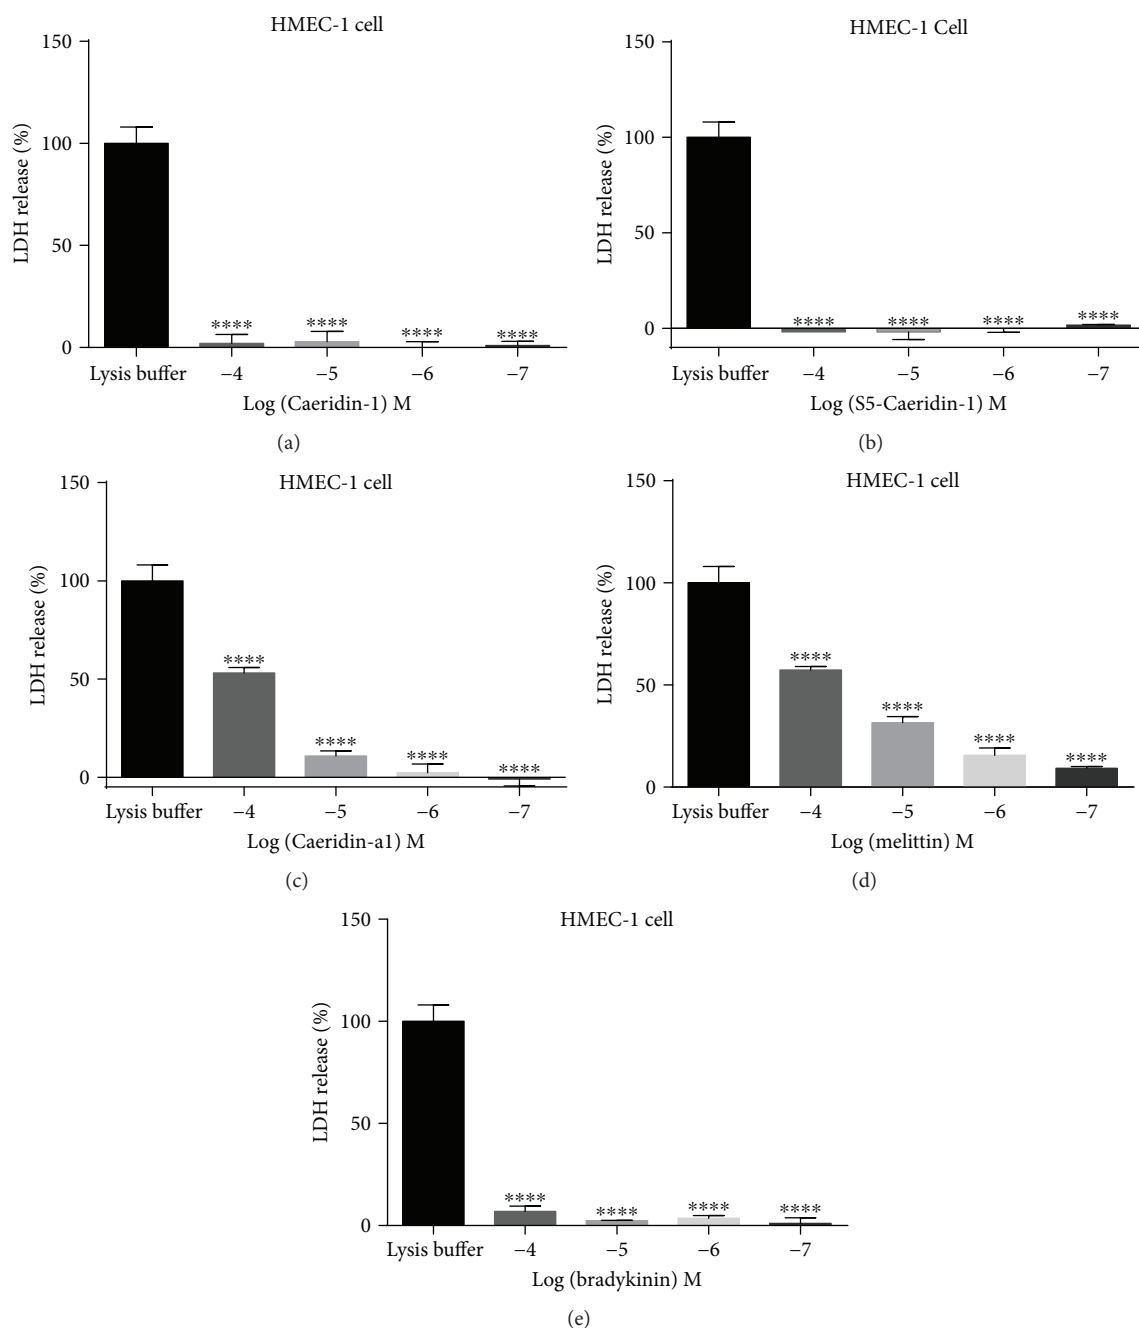 HMEC-1 cell
150
100
50
0
LDH release (%)
**** **** **** ****
Lysis buffer −4 −5 −6 −7
Log (Caeridin-1) M
(a)
HMEC-1 Cell
150
100
50
0
LDH release (%)
**** **** **** ****
Lysis buffer −4 −5 −6 −7
Log (S5-Caeridin-1) M
(b)
HMEC-1 cell
150
100
50
0
LDH release (%)
**** **** **** ****
Lysis buffer −4 −5 −6 −7
Log (Caeridin-a1) M
(c)
HMEC-1 cell
150
100
50
0
LDH release (%)
**** **** **** ****
Lysis buffer −4 −5 −6 −7
Log (melittin) M
(d)
HMEC-1 cell
150
100
50
0
LDH release (%)
**** **** **** ****
Lysis buffer −4 −5 −6 −7
Log (bradykinin) M
(e)